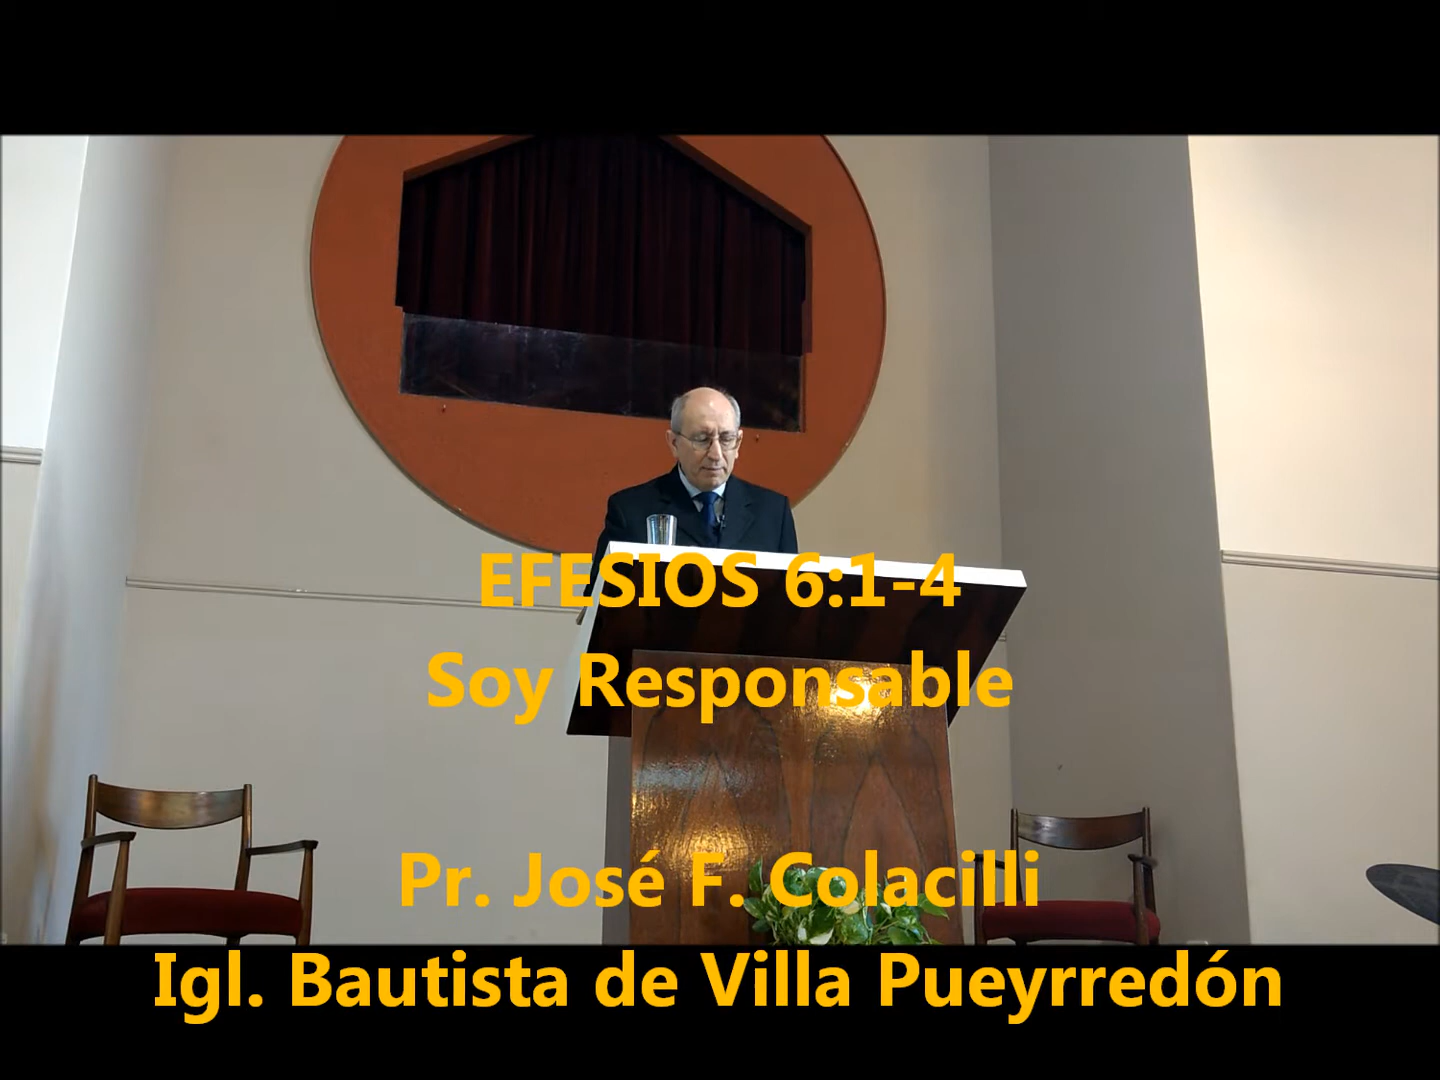 EFESIOS 6:1-4
Soy Responsable
Pr. José F. Colacilli
Igl. Bautista de Villa Pueyrredón